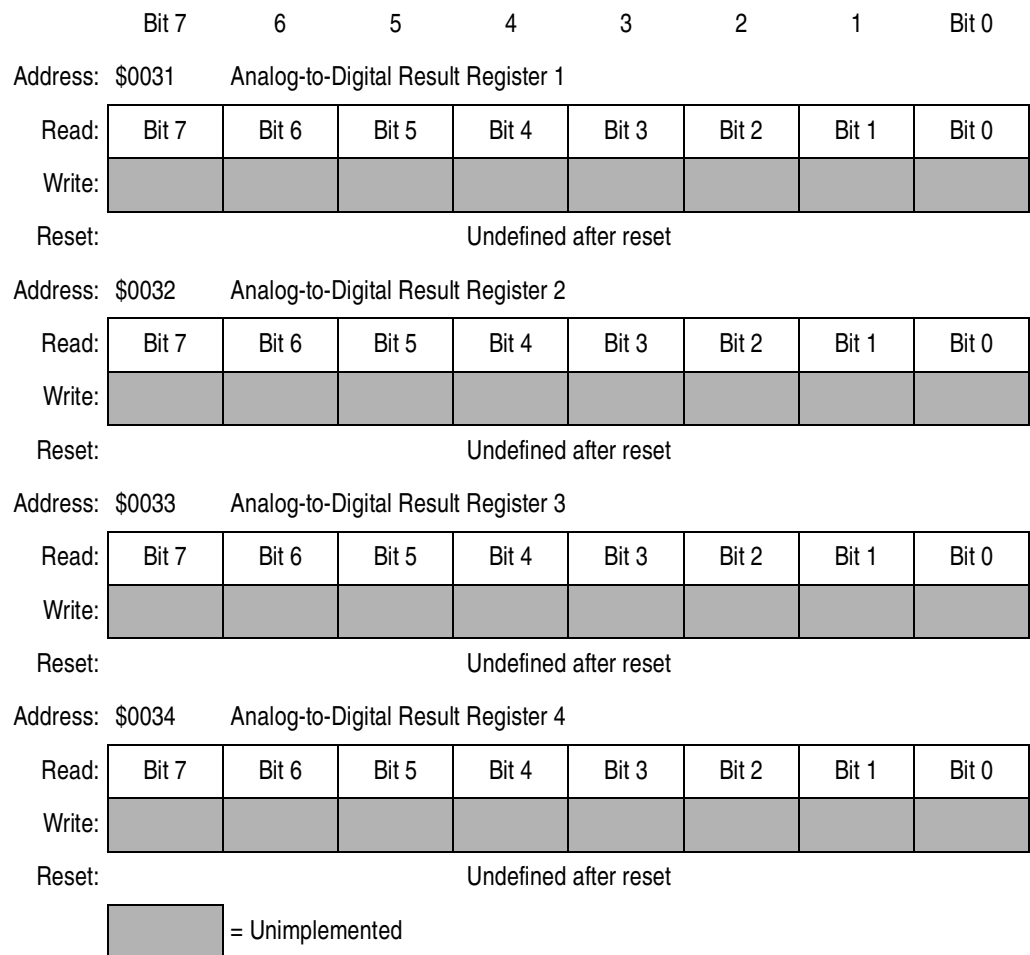 Bit 7 6 5 4 3 2 1 Bit 0
Address: $0031 Analog-to-Digital Result Register 1
Read: Bit 7 Bit 6 Bit 5 Bit 4 Bit 3 Bit 2 Bit 1 Bit 0
Write:
Reset: Undefined after reset
Address: $0032 Analog-to-Digital Result Register 2
Read: Bit 7 Bit 6 Bit 5 Bit 4 Bit 3 Bit 2 Bit 1 Bit 0
Write:
Reset: Undefined after reset
Address: $0033 Analog-to-Digital Result Register 3
Read: Bit 7 Bit 6 Bit 5 Bit 4 Bit 3 Bit 2 Bit 1 Bit 0
Write:
Reset: Undefined after reset
Address: $0034 Analog-to-Digital Result Register 4
Read: Bit 7 Bit 6 Bit 5 Bit 4 Bit 3 Bit 2 Bit 1 Bit 0
Write:
Reset: Undefined after reset
= Unimplemented